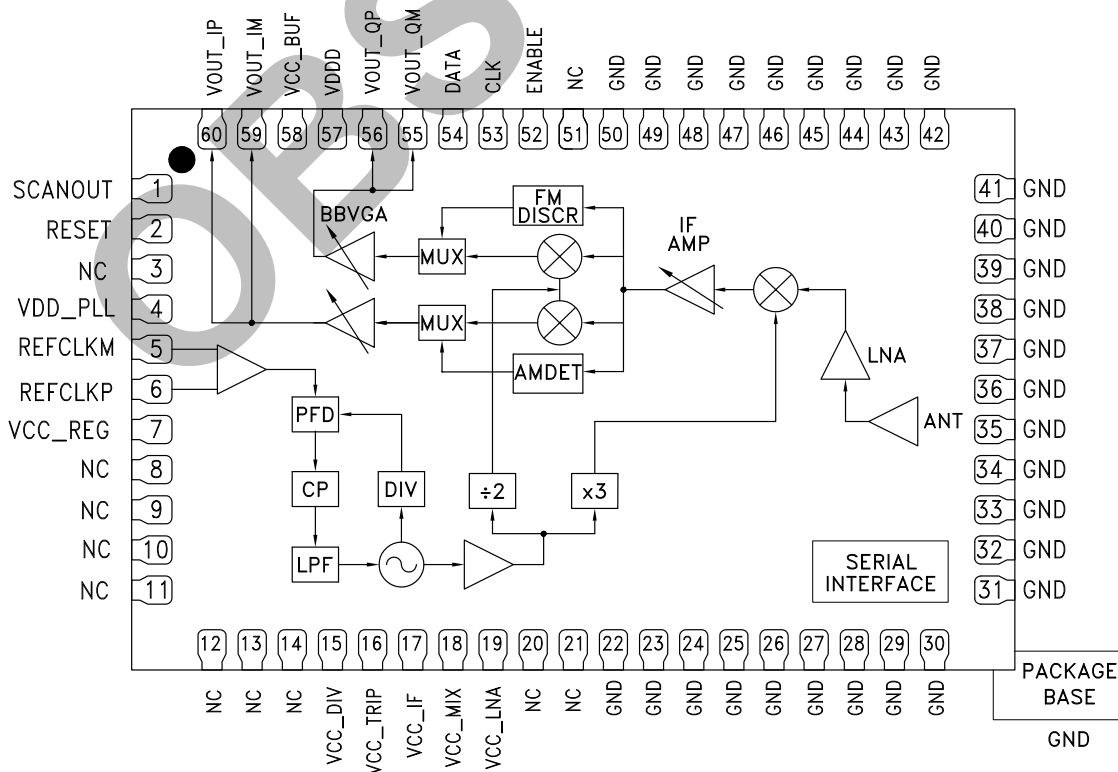 VOUT_IP
VOUT_IM
VCC_BUF
VDDD
VOUT_QP
VOUT_QM
DATA
CLK
ENABLE
NC
GND
GND
GND
GND
GND
GND
GND
GND
GND
60
59
58
57
56
55
54
53
52
51
50
49
48
47
46
45
44
43
42
OBS
SCANOUT 1
RESET 2
NC 3
VDD_PLL 4
REFCLKM 5
REFCLKP 6
VCC_REG 7
NC 8
NC 9
NC 10
NC 11
41 GND
40 GND
39 GND
38 GND
37 GND
36 GND
35 GND
34 GND
33 GND
32 GND
31 GND
BBVGA
FM
DISCR
MUX
IF
AMP
MUX
AMDET
LNA
ANT
PFD
CP
DIV
÷2
x3
LPF
SERIAL
INTERFACE
12
13
14
15
16
17
18
19
20
21
22
23
24
25
26
27
28
29
30
NC
NC
NC
VCC_DIV
VCC_TRIP
VCC_IF
VCC_MIX
VCC_LNA
NC
NC
GND
GND
GND
GND
GND
GND
GND
GND
GND
PACKAGE
BASE
GND